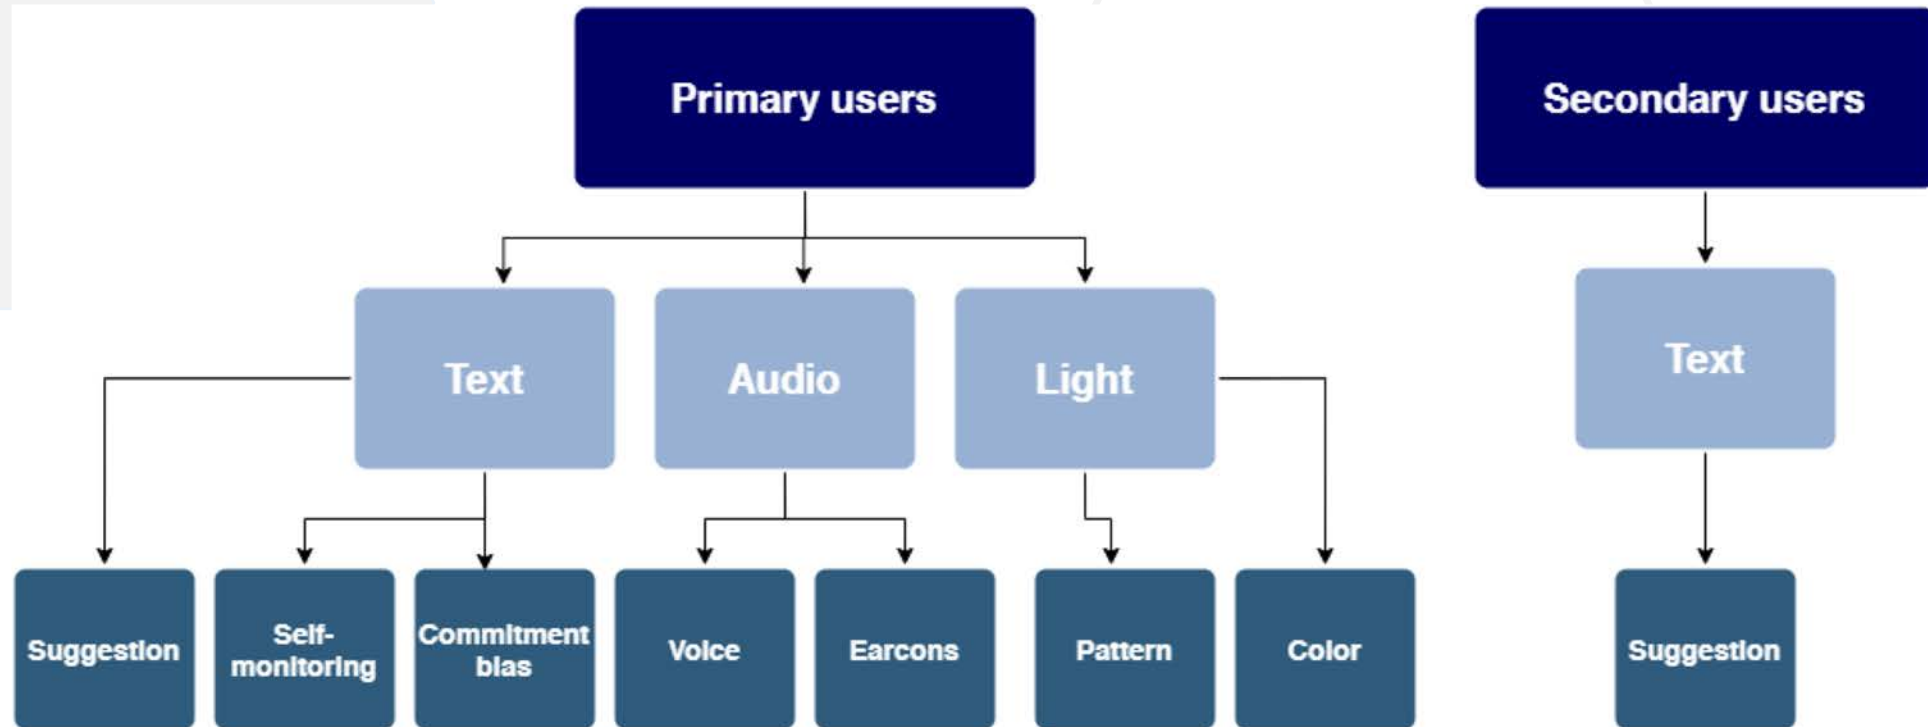 Primary users
Secondary users
Text
Audio
Light
Text
Suggestion
Self-
monitoring
Commitment
bias
Voice
Earcons
Pattern
Color
Suggestion